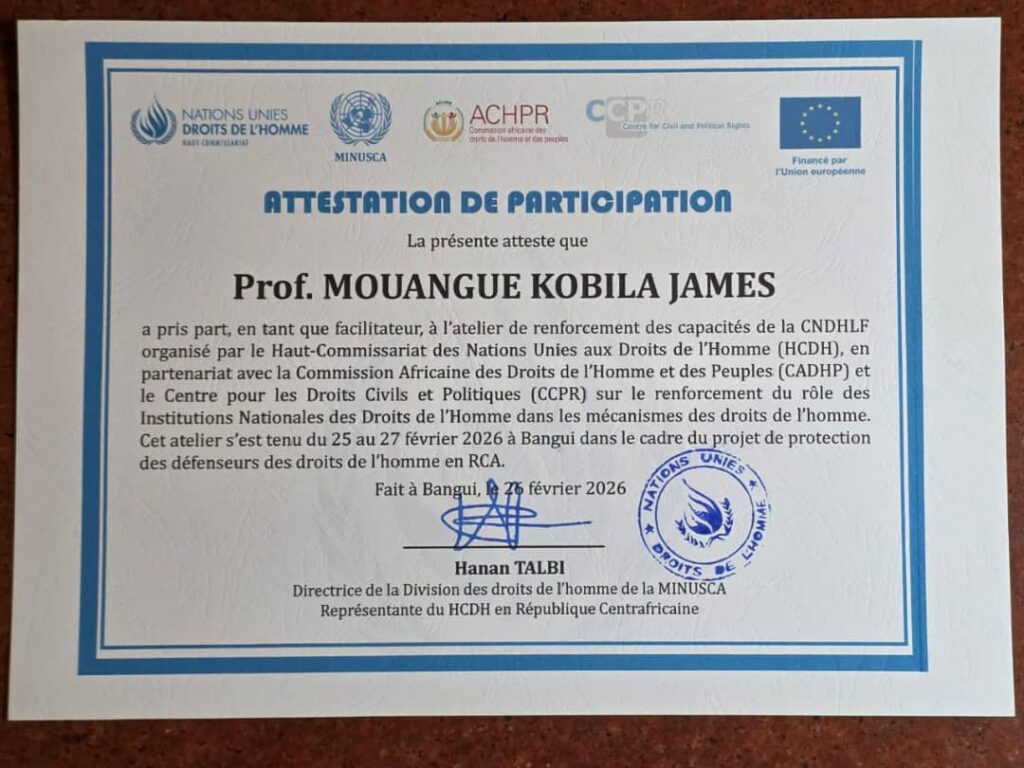 NATIONS UNIES
DROITS DE L'HOMME
HAUT-COMMISSARIAT
MINUSCA
ACHPR
Commission africaine des
droits de l'homme et des peuples
CCPR
Centre for Civil and Political Rights
Financé par
l'Union européenne
ATTESTATION DE PARTICIPATION
La présente atteste que
Prof. MOUANGUE KOBILA JAMES
a pris part, en tant que facilitateur, à l'atelier de renforcement des capacités de la CNDHLF
organisé par le Haut-Commissariat des Nations Unies aux Droits de l'Homme (HCDH), en
partenariat avec la Commission Africaine des Droits de l'Homme et des Peuples (CADHP) et
le Centre pour les Droits Civils et Politiques (CCPR) sur le renforcement du rôle des
Institutions Nationales des Droits de l'Homme dans les mécanismes des droits de l'homme.
Cet atelier s'est tenu du 25 au 27 février 2026 à Bangui dans le cadre du projet de protection
des défenseurs des droits de l'homme en RCA.
Fait à Bangui, le 26 février 2026
NATIONS UNIES
DROITS DE L'HOMME
Hanan TALBI
Directrice de la Division des droits de l'homme de la MINUSCA
Représentante du HCDH en République Centrafricaine